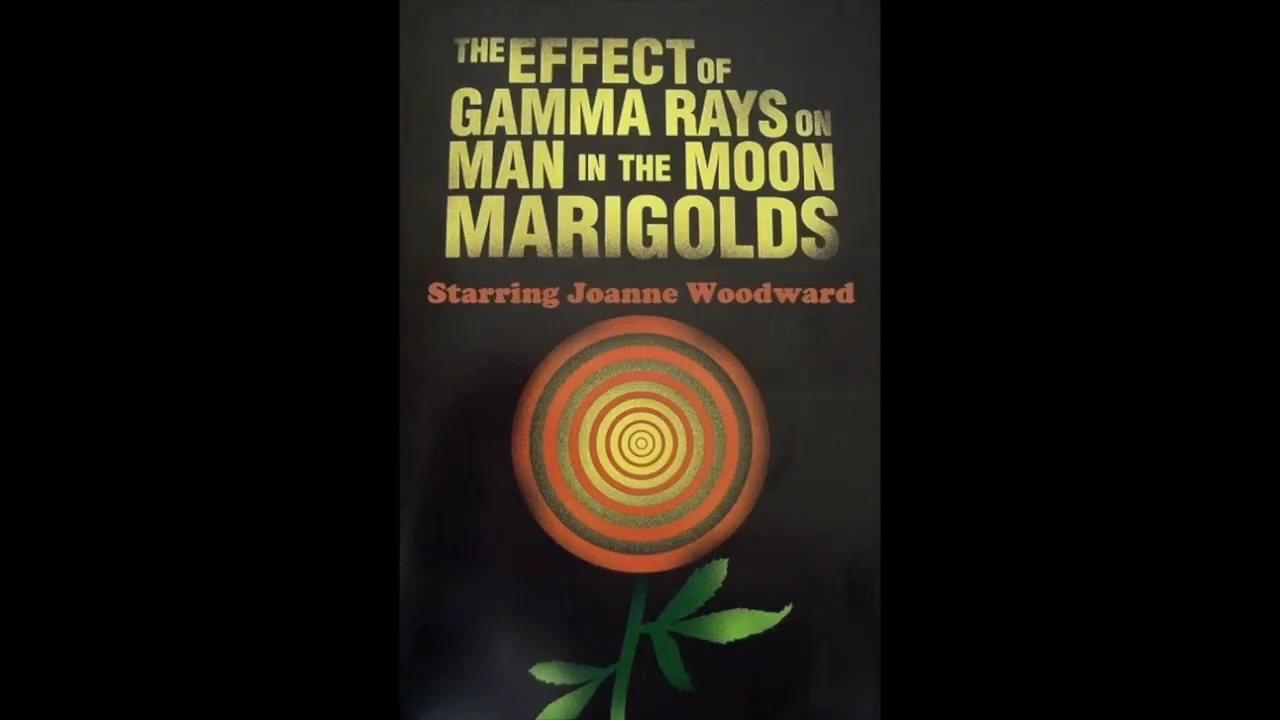 THE EFFECT OF
GAMMA RAYS ON
MAN IN THE MOON
MARIGOLDS
Starring Joanne Woodward